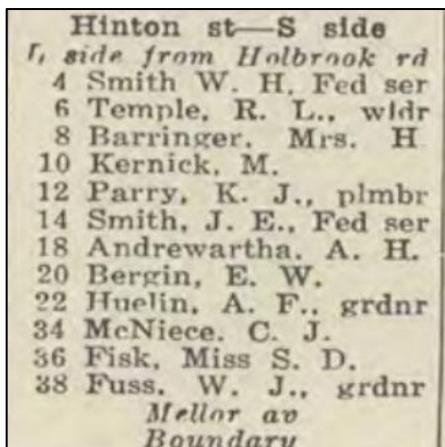 Hinton st—S side
L side from Holbrook rd
4 Smith W. H, Fed ser
6 Temple, R. L., wldr
8 Barringer, Mrs. H
10 Kernick, M.
12 Parry, K. J., plmbr
14 Smith, J. E., Fed ser
18 Andrewartha, A. H.
20 Bergin, E. W.
22 Huelin, A. F., grdnr
34 McNiece. C. J.
36 Fisk, Miss S. D.
38 Fuss. W. J., grdnr
Mellor av
Boundary